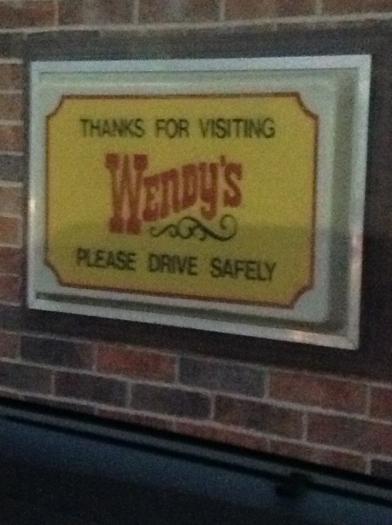 THANKS FOR VISITING
WENDY'S
PLEASE DRIVE SAFELY